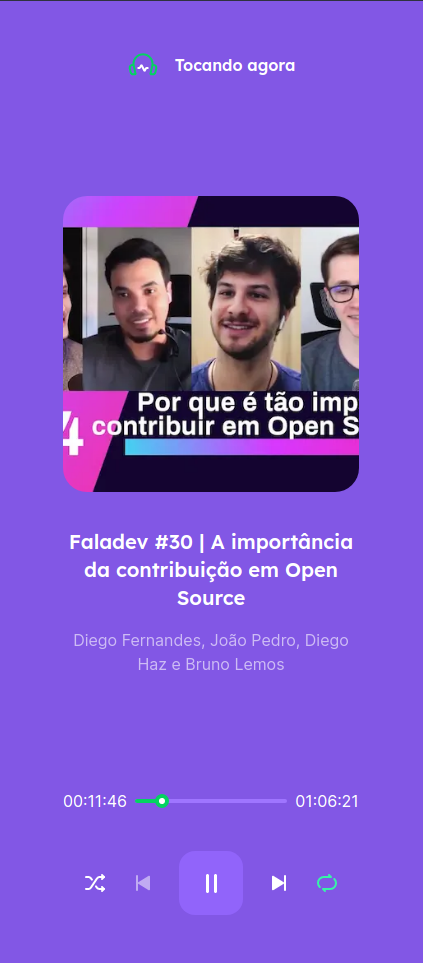 Tocando agora
Por que é tão imp
4 contribuir em Open S
Faladev #30 | A importância
da contribuição em Open
Source
Diego Fernandes, João Pedro, Diego
Haz e Bruno Lemos
00:11:46 01:06:21